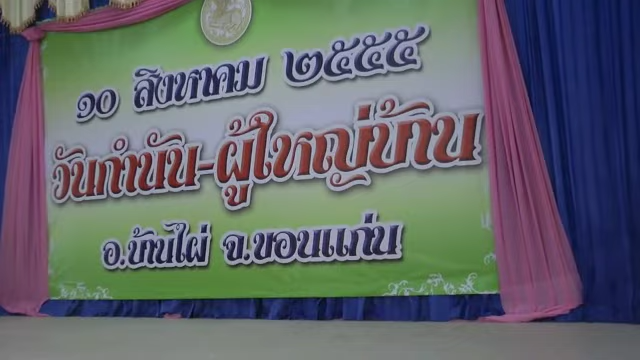 ๑๐ สิงหาคม ๒๕๕๕
วันกำนัน-ผู้ใหญ่บ้าน
อ.บ้านไผ่ จ.ขอนแก่น